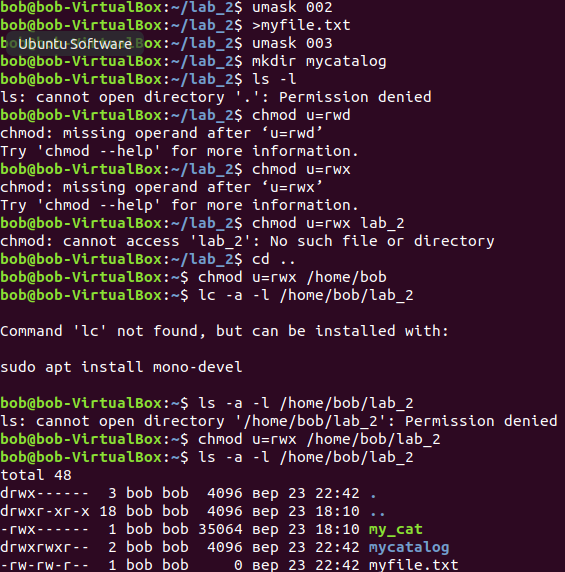 bob@bob-VirtualBox:~/lab_2$ umask 002
bob@bob-VirtualBox:~/lab_2$ >myfile.txt
bob@bob-VirtualBox:~/lab_2$ umask 003
Ubuntu Software
bob@bob-VirtualBox:~/lab_2$ mkdir mycatalog
bob@bob-VirtualBox:~/lab_2$ ls -l
ls: cannot open directory '.': Permission denied
bob@bob-VirtualBox:~/lab_2$ chmod u=rwd
chmod: missing operand after ‘u=rwd’
Try 'chmod --help' for more information.
bob@bob-VirtualBox:~/lab_2$ chmod u=rwx
chmod: missing operand after ‘u=rwx’
Try 'chmod --help' for more information.
bob@bob-VirtualBox:~/lab_2$ chmod u=rwx lab_2
chmod: cannot access 'lab_2': No such file or directory
bob@bob-VirtualBox:~/lab_2$ cd ..
bob@bob-VirtualBox:~$ chmod u=rwx /home/bob
bob@bob-VirtualBox:~$ lc -a -l /home/bob/lab_2
Command 'lc' not found, but can be installed with:
sudo apt install mono-devel
bob@bob-VirtualBox:~$ ls -a -l /home/bob/lab_2
ls: cannot open directory '/home/bob/lab_2': Permission denied
bob@bob-VirtualBox:~$ chmod u=rwx /home/bob/lab_2
bob@bob-VirtualBox:~$ ls -a -l /home/bob/lab_2
total 48
drwx------  3 bob bob  4096 вер 23 22:42 .
drwxr-xr-x 18 bob bob  4096 вер 23 18:10 ..
-rwx------  1 bob bob 35064 вер 23 18:10 my_cat
drwxrwxr--  2 bob bob  4096 вер 23 22:42 mycatalog
-rw-rw-r--  1 bob bob     0 вер 23 22:42 myfile.txt